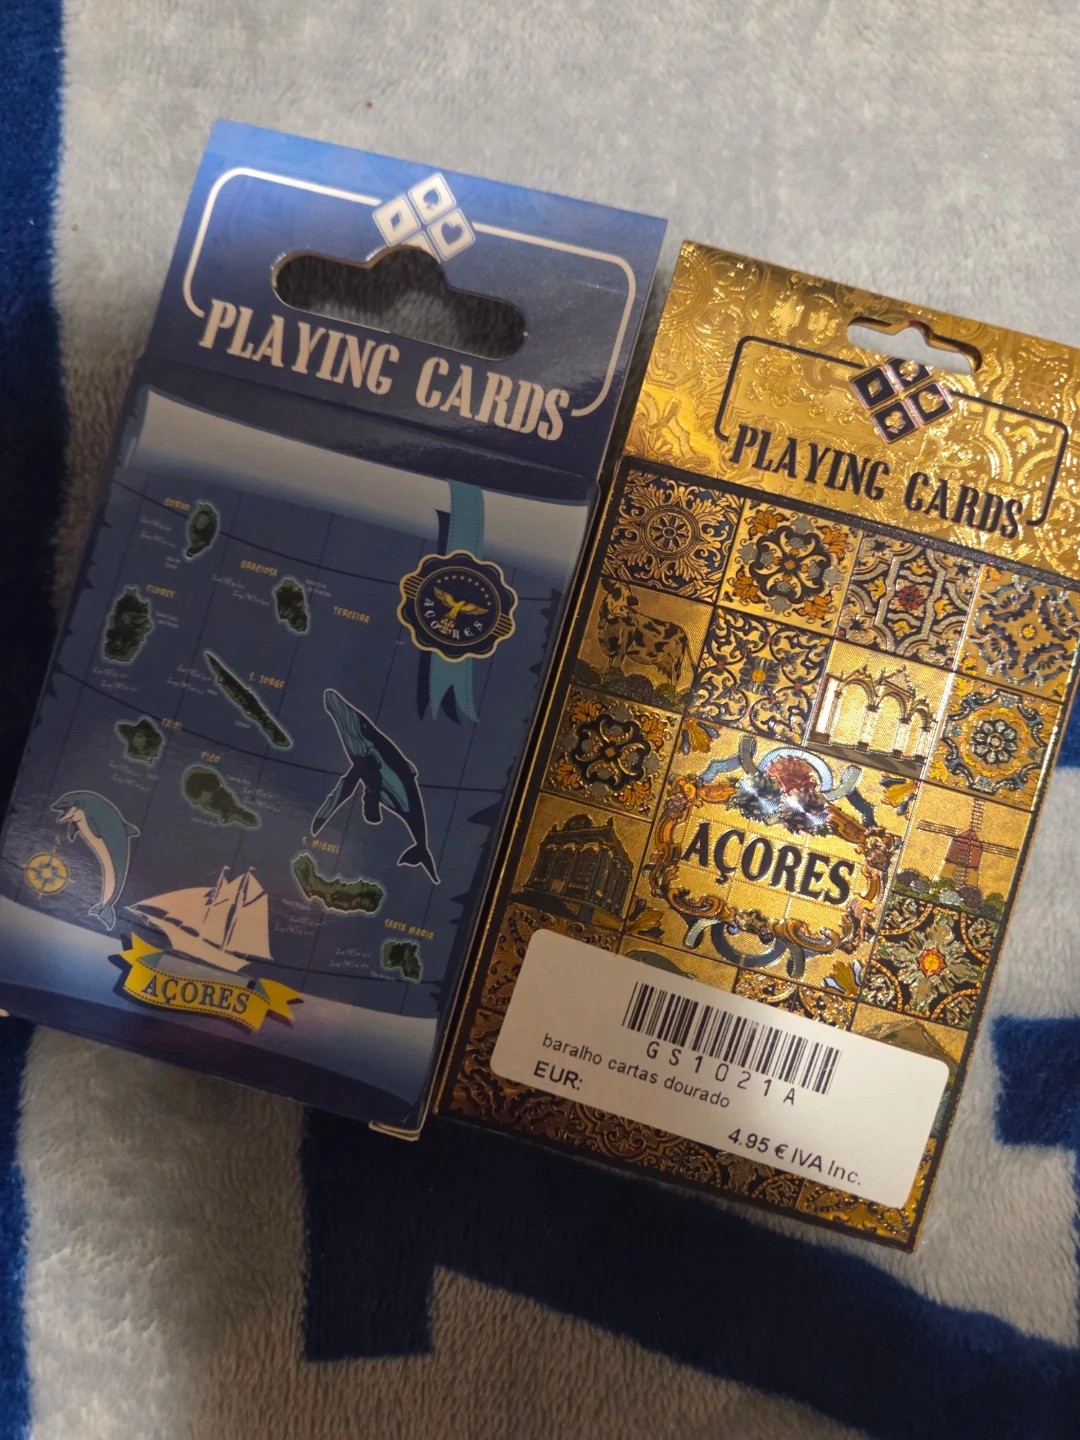 PLAYING CARDS
CORVO
GRACIOSA
FLORES
TERCEIRA
S. JORGE
FAIAL
PICO
S. MIGUEL
SANTA MARIA
AÇORES
AÇORES
PLAYING CARDS
AÇORES
GS1021A
baralho cartas dourado
EUR:
4.95 € IVA Inc.